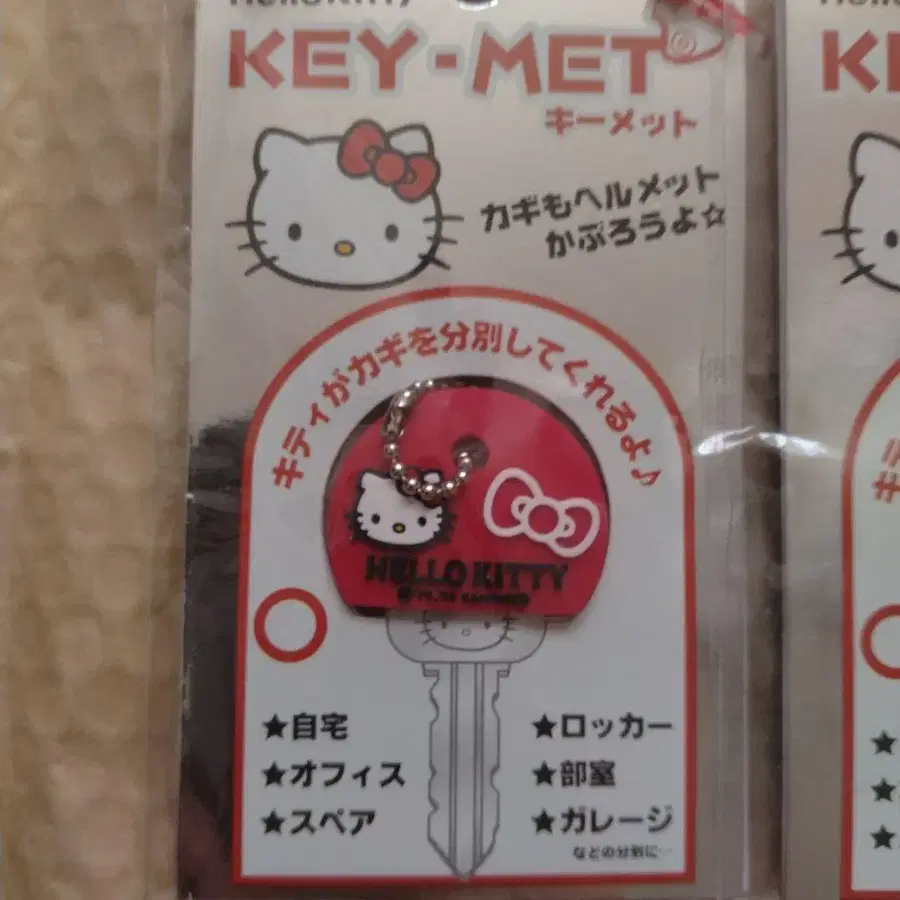 HelloKitty
KEY-MET
キーメット
カギもヘルメット
かぶろうよ☆
キティがカギを分別してくれるよ♪
HELLO KITTY
★自宅
★オフィス
★スペア
★ロッカー
★部室
★ガレージ
などの分別に…